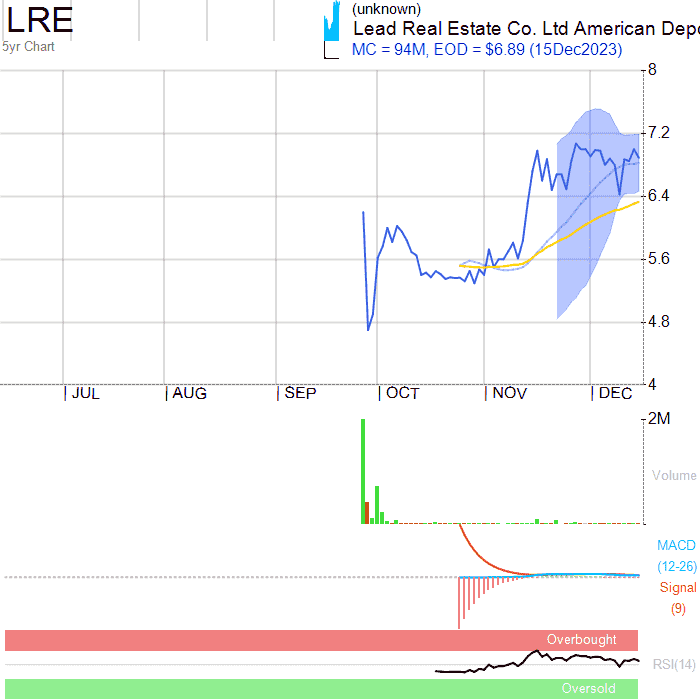 LRE
5yr Chart
(unknown)
Lead Real Estate Co. Ltd American Depo
MC = 94M, EOD = $6.89 (15Dec2023)
8
7.2
6.4
5.6
4.8
4
JUL AUG SEP OCT NOV DEC
2M
Volume
MACD
(12-26)
Signal
(9)
Overbought
RSI(14)
Oversold